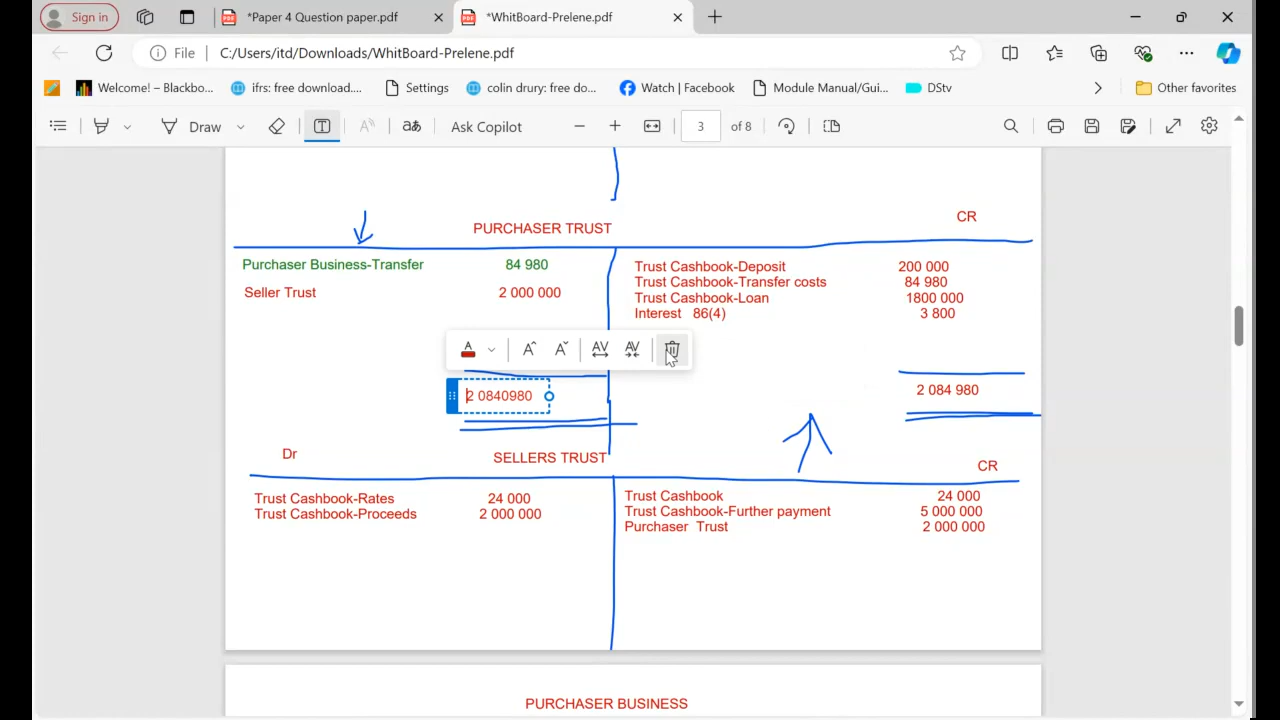 Sign in
*Paper 4 Question paper.pdf
*WhitBoard-Prelene.pdf
File
C:/Users/itd/Downloads/WhitBoard-Prelene.pdf
Welcome! – Blackbo...
ifrs: free download....
Settings
colin drury: free do...
Watch | Facebook
Module Manual/Gui...
DStv
Other favorites
Draw
aあ
Ask Copilot
3 of 8
PURCHASER TRUST CR
Purchaser Business-Transfer 84 980
Seller Trust 2 000 000
Trust Cashbook-Deposit 200 000
Trust Cashbook-Transfer costs 84 980
Trust Cashbook-Loan 1800 000
Interest 86(4) 3 800
2 0840980
2 084 980
Dr SELLERS TRUST CR
Trust Cashbook-Rates 24 000
Trust Cashbook-Proceeds 2 000 000
Trust Cashbook 24 000
Trust Cashbook-Further payment 5 000 000
Purchaser Trust 2 000 000
PURCHASER BUSINESS